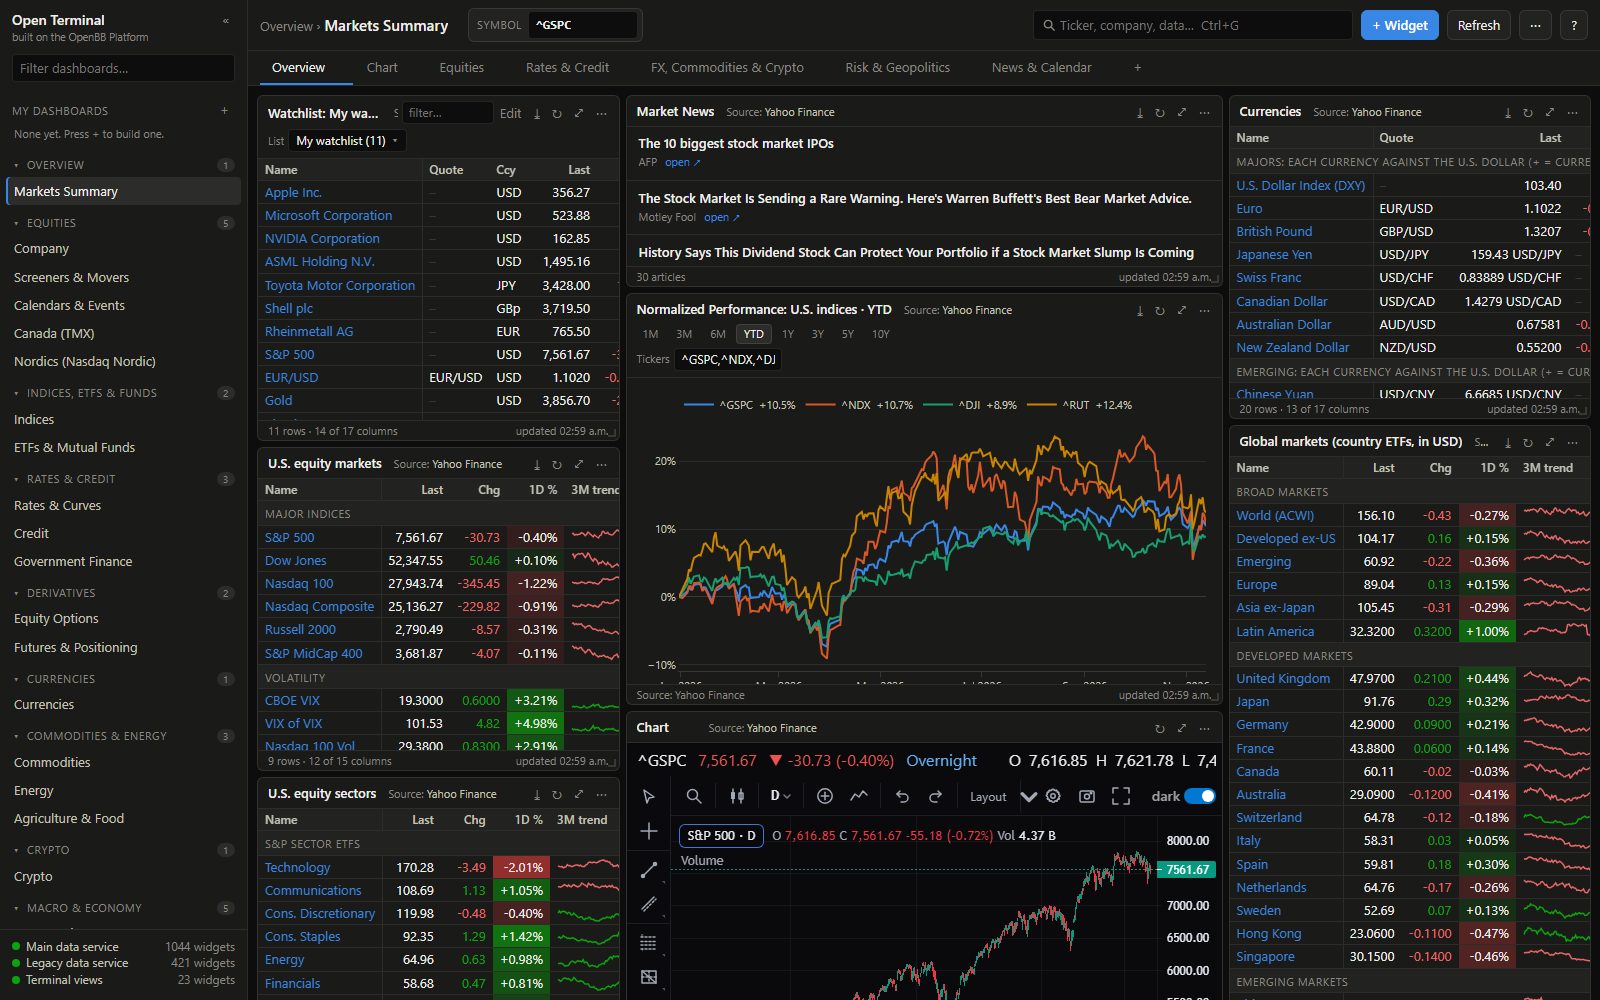 Open Terminal «
built on the OpenBB Platform
Filter dashboards...
MY DASHBOARDS +
None yet. Press + to build one.
OVERVIEW 1
Markets Summary
EQUITIES 5
Company
Screeners & Movers
Calendars & Events
Canada (TMX)
Nordics (Nasdaq Nordic)
INDICES, ETFS & FUNDS 2
Indices
ETFs & Mutual Funds
RATES & CREDIT 3
Rates & Curves
Credit
Government Finance
DERIVATIVES 2
Equity Options
Futures & Positioning
CURRENCIES 1
Currencies
COMMODITIES & ENERGY 3
Commodities
Energy
Agriculture & Food
CRYPTO 1
Crypto
MACRO & ECONOMY 5
Main data service 1044 widgets
Legacy data service 421 widgets
Terminal views 23 widgets
Overview › Markets Summary SYMBOL ^GSPC Ticker, company, data... Ctrl+G + Widget Refresh ... ?
Overview Chart Equities Rates & Credit FX, Commodities & Crypto Risk & Geopolitics News & Calendar +
Watchlist: My wa... S filter... Edit
List My watchlist (11)
Name Quote Ccy Last
Apple Inc. – USD 356.27
Microsoft Corporation – USD 523.88
NVIDIA Corporation – USD 162.85
ASML Holding N.V. – USD 1,495.16
Toyota Motor Corporation – JPY 3,428.00
Shell plc – GBp 3,719.50
Rheinmetall AG – EUR 765.50
S&P 500 – USD 7,561.67
EUR/USD EUR/USD USD 1.1020 -0.
Gold – USD 3,856.70
11 rows · 14 of 17 columns updated 02:59 a.m.
U.S. equity markets Source: Yahoo Finance
Name Last Chg 1D % 3M trend
MAJOR INDICES
S&P 500 7,561.67 -30.73 -0.40%
Dow Jones 52,347.55 50.46 +0.10%
Nasdaq 100 27,943.74 -345.45 -1.22%
Nasdaq Composite 25,136.27 -229.82 -0.91%
Russell 2000 2,790.49 -8.57 -0.31%
S&P MidCap 400 3,681.87 -4.07 -0.11%
VOLATILITY
CBOE VIX 19.3000 0.6000 +3.21%
VIX of VIX 101.53 4.82 +4.98%
Nasdaq 100 Vol 29.3800 0.8300 +2.91%
9 rows · 12 of 15 columns updated 02:59 a.m.
U.S. equity sectors Source: Yahoo Finance
Name Last Chg 1D % 3M trend
S&P SECTOR ETFS
Technology 170.28 -3.49 -2.01%
Communications 108.69 1.13 +1.05%
Cons. Discretionary 119.98 -0.48 -0.40%
Cons. Staples 92.35 1.29 +1.42%
Energy 64.96 0.63 +0.98%
Financials 58.68 0.47 +0.81%
Market News Source: Yahoo Finance
The 10 biggest stock market IPOs
AFP open ↗
The Stock Market Is Sending a Rare Warning. Here's Warren Buffett's Best Bear Market Advice.
Motley Fool open ↗
History Says This Dividend Stock Can Protect Your Portfolio if a Stock Market Slump Is Coming
30 articles updated 02:59 a.m.
Normalized Performance: U.S. indices · YTD Source: Yahoo Finance
1M 3M 6M YTD 1Y 3Y 5Y 10Y
Tickers ^GSPC,^NDX,^DJ
^GSPC +10.5% ^NDX +10.7% ^DJI +8.9% ^RUT +12.4%
20%
10%
0%
−10%
Source: Yahoo Finance updated 02:59 a.m.
Chart Source: Yahoo Finance
^GSPC 7,561.67 ▼ -30.73 (-0.40%) Overnight O 7,616.85 H 7,621.78 L 7,4
D Layout dark
S&P 500 · D O 7,616.85 C 7,561.67 -55.18 (-0.72%) Vol 4.37 B
Volume
8000.00
7561.67
7000.00
6500.00
6000.00
5500.00
Currencies Source: Yahoo Finance
Name Quote Last
MAJORS: EACH CURRENCY AGAINST THE U.S. DOLLAR (+ = CURRE
U.S. Dollar Index (DXY) – 103.40
Euro EUR/USD 1.1022
British Pound GBP/USD 1.3207
Japanese Yen USD/JPY 159.43 USD/JPY –
Swiss Franc USD/CHF 0.83889 USD/CHF –
Canadian Dollar USD/CAD 1.4279 USD/CAD –
Australian Dollar AUD/USD 0.67581 -0.
New Zealand Dollar NZD/USD 0.55200 -0.
EMERGING: EACH CURRENCY AGAINST THE U.S. DOLLAR (+ = CUR
Chinese Yuan USD/CNY 6.6685 USD/CNY
20 rows · 13 of 17 columns updated 02:59 a.m.
Global markets (country ETFs, in USD) S...
Name Last Chg 1D % 3M trend
BROAD MARKETS
World (ACWI) 156.10 -0.43 -0.27%
Developed ex-US 104.17 0.16 +0.15%
Emerging 60.92 -0.22 -0.36%
Europe 89.04 0.13 +0.15%
Asia ex-Japan 105.45 -0.31 -0.29%
Latin America 32.3200 0.3200 +1.00%
DEVELOPED MARKETS
United Kingdom 47.9700 0.2100 +0.44%
Japan 91.76 0.29 +0.32%
Germany 42.9000 0.0900 +0.21%
France 43.8800 0.0600 +0.14%
Canada 60.11 -0.02 -0.03%
Australia 29.0900 -0.1200 -0.41%
Switzerland 64.78 -0.12 -0.18%
Italy 58.31 0.03 +0.05%
Spain 59.81 0.18 +0.30%
Netherlands 64.76 -0.17 -0.26%
Sweden 52.69 0.07 +0.13%
Hong Kong 23.0600 -0.1100 -0.47%
Singapore 30.1500 -0.1400 -0.46%
EMERGING MARKETS